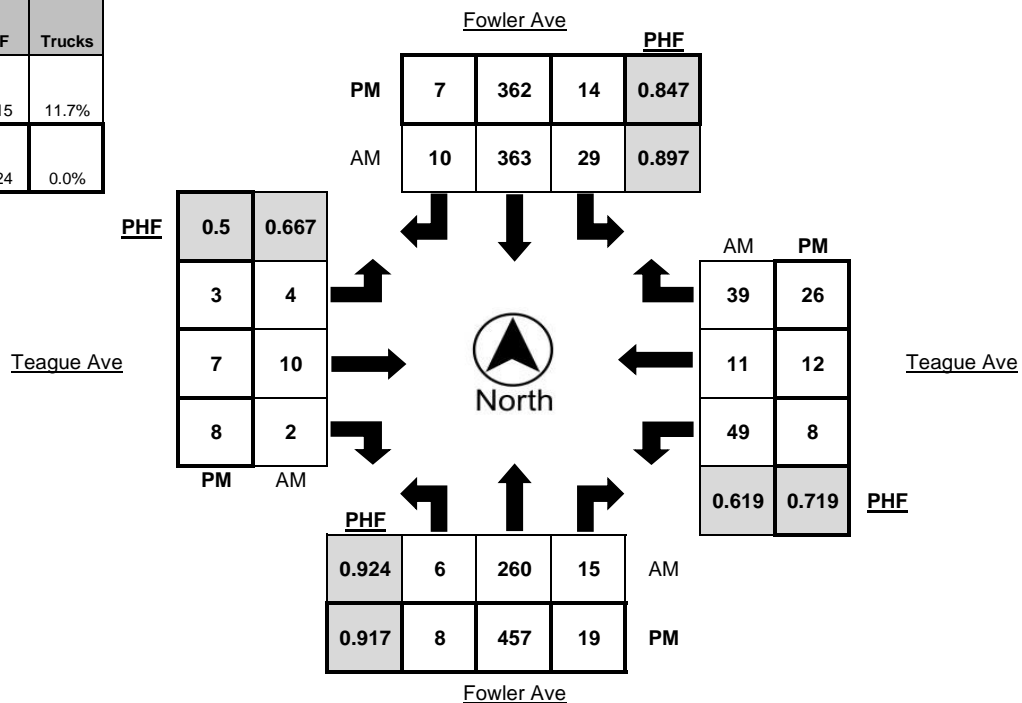 F Trucks
15 11.7%
24 0.0%
Fowler Ave
PHF
PM 7 362 14 0.847
AM 10 363 29 0.897
PHF 0.5 0.667
3 4
Teague Ave 7 10
8 2
PM AM
North
AM PM
39 26
11 12 Teague Ave
49 8
0.619 0.719 PHF
PHF
0.924 6 260 15 AM
0.917 8 457 19 PM
Fowler Ave